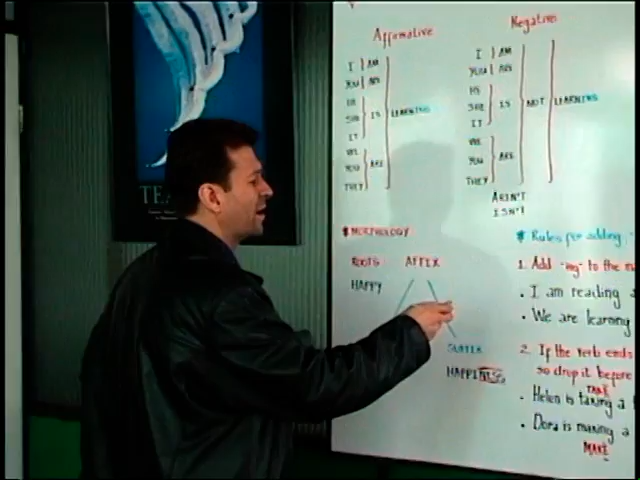 Affirmative
I AM
YOU ARE
HE
SHE IS LEARNING
IT
WE
YOU ARE
THEY
Negative
I AM
YOU ARE
HE
SHE IS NOT LEARNING
IT
WE
YOU ARE
THEY
AREN'T
ISN'T
MORPHOLOGY
ROOTS AFFIX
HAPPY
SUFFIX
HAPPINESS
Rules for adding "
1. Add "ing" to the
• I am reading
• We are learning
2. If the verb ends
so drop it before
TAKE
- Helen is taking a
• Dora is making a
MAKE
TEA